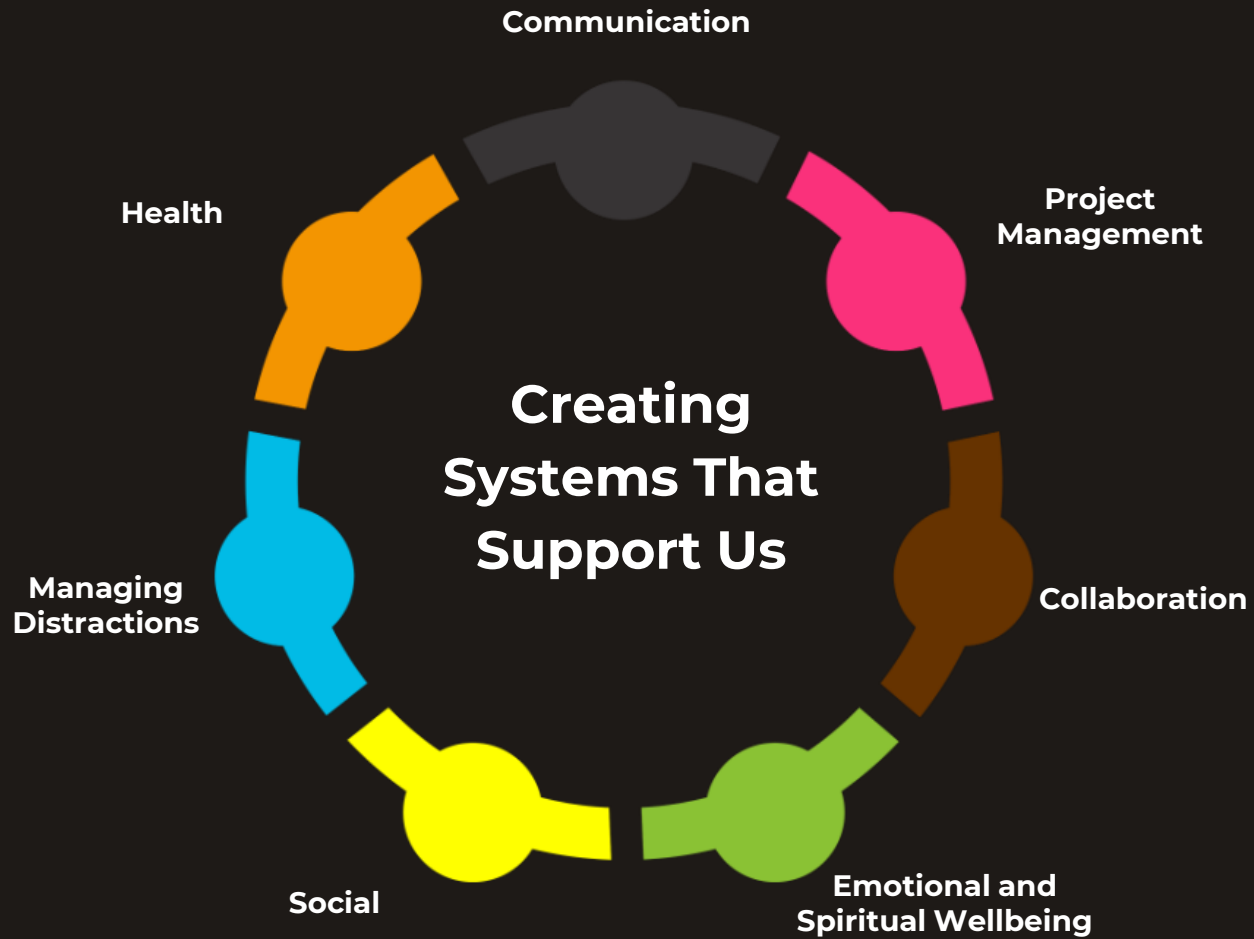 Communication
Project
Management
Health
Creating
Systems That
Support Us
Managing
Distractions
Collaboration
Social
Emotional and
Spiritual Wellbeing